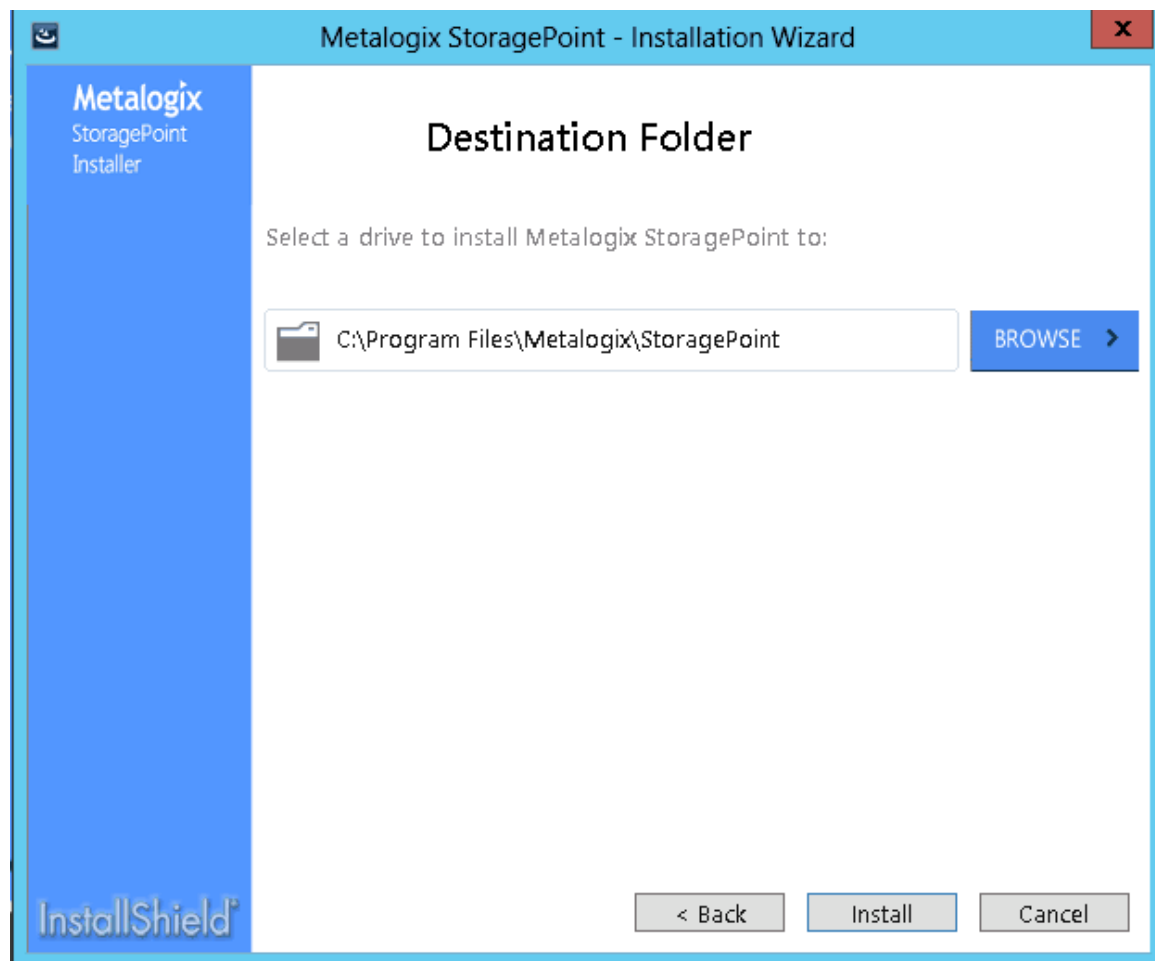 Metalogix StoragePoint - Installation Wizard
x
Metalogix
StoragePoint
Installer
Destination Folder
Select a drive to install Metalogix StoragePoint to:
C:\Program Files\Metalogix\StoragePoint
BROWSE >
InstallShield®
< Back
Install
Cancel